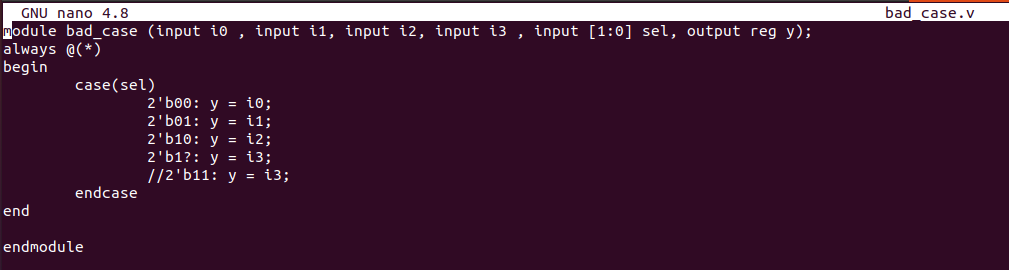 GNU nano 4.8 bad_case.v
module bad_case (input i0 , input i1, input i2, input i3 , input [1:0] sel, output reg y);
always @(*)
begin
        case(sel)
                2'b00: y = i0;
                2'b01: y = i1;
                2'b10: y = i2;
                2'b1?: y = i3;
                //2'b11: y = i3;
        endcase
end

endmodule